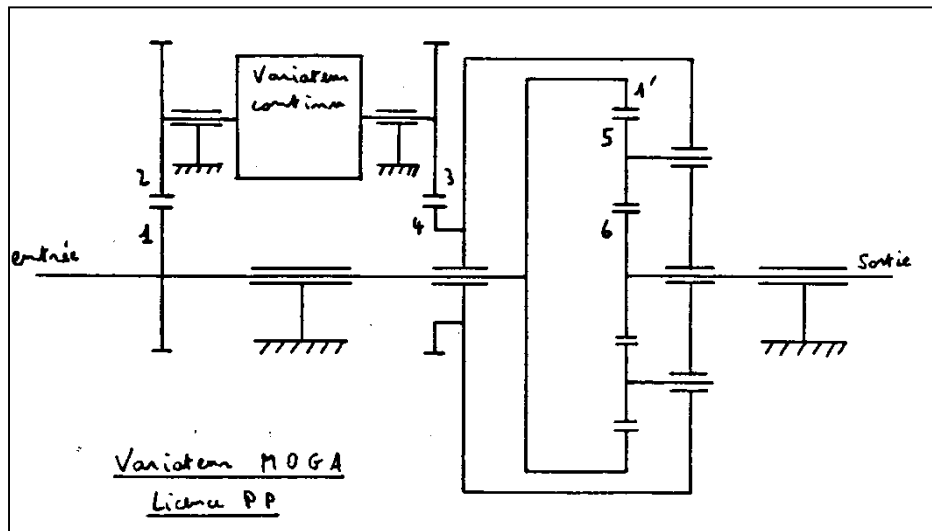 Variateur
continu
1'
5
2
3
4
6
1
entrée
Sortie
Variateur MOGA
Licence PP